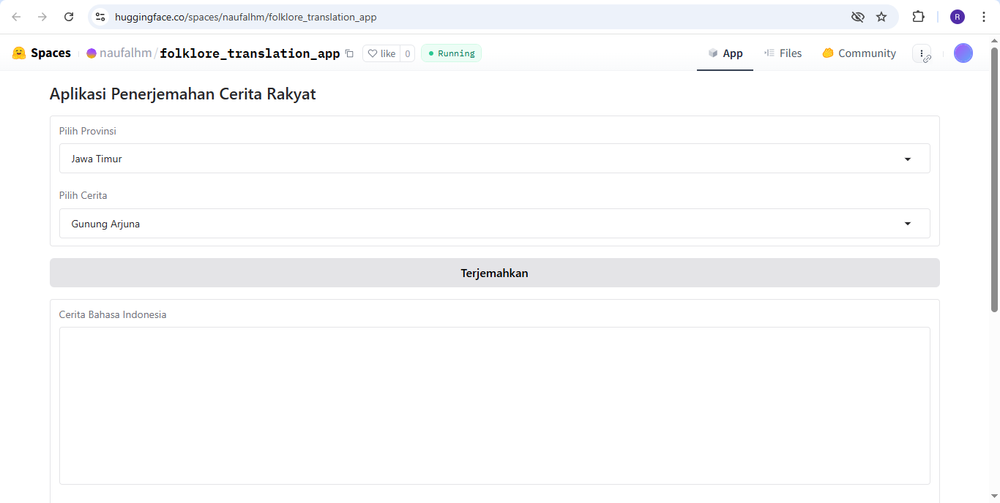 huggingface.co/spaces/naufalhm/folklore_translation_app
R
Spaces naufalhm/folklore_translation_app like 0 Running App Files Community
Aplikasi Penerjemahan Cerita Rakyat
Pilih Provinsi
Jawa Timur
Pilih Cerita
Gunung Arjuna
Terjemahkan
Cerita Bahasa Indonesia